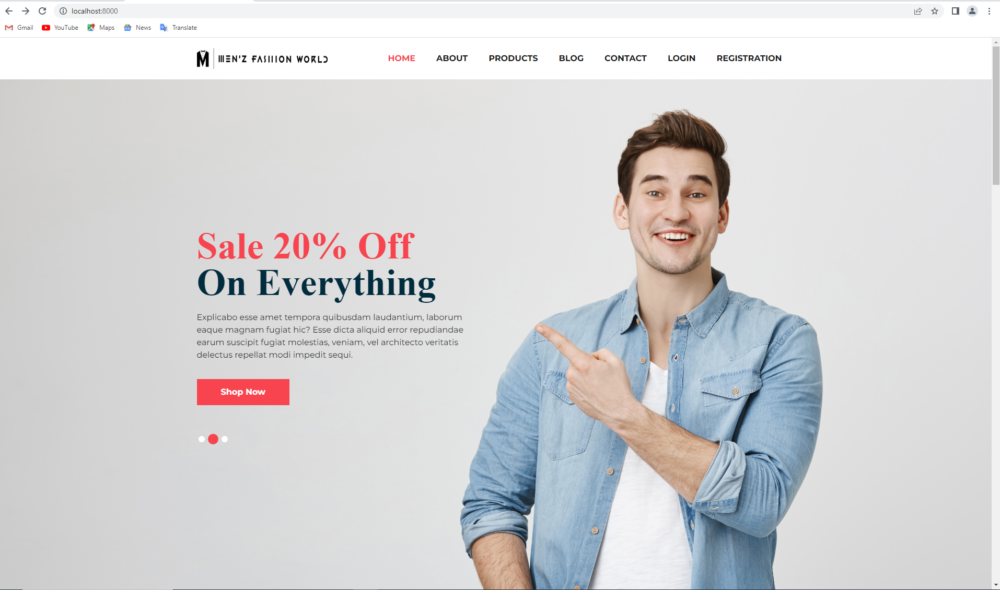 localhost:8000
Gmail YouTube Maps News Translate
M MEN'Z FASHION WORLD HOME ABOUT PRODUCTS BLOG CONTACT LOGIN REGISTRATION
Sale 20% Off
On Everything
Explicabo esse amet tempora quibusdam laudantium, laborum
eaque magnam fugiat hic? Esse dicta aliquid error repudiandae
earum suscipit fugiat molestias, veniam, vel architecto veritatis
delectus repellat modi impedit sequi.
Shop Now